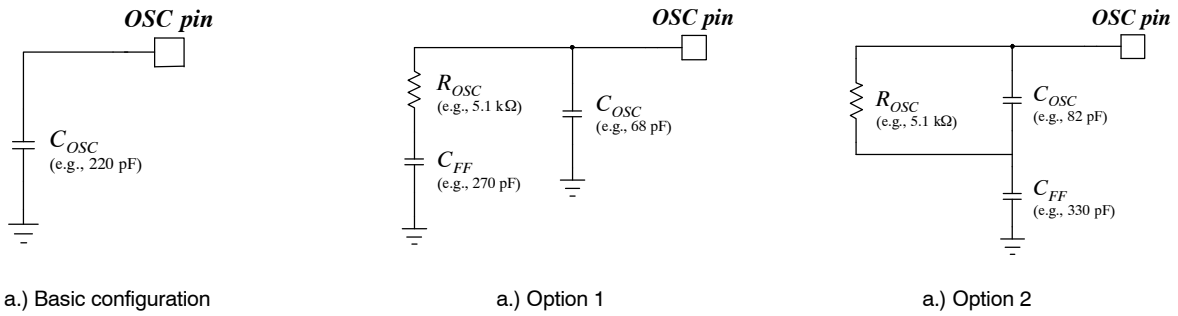 OSC pin
C_OSC
(e.g., 220 pF)
a.) Basic configuration
OSC pin
R_OSC
(e.g., 5.1 kΩ)
C_OSC
(e.g., 68 pF)
C_FF
(e.g., 270 pF)
a.) Option 1
OSC pin
R_OSC
(e.g., 5.1 kΩ)
C_OSC
(e.g., 82 pF)
C_FF
(e.g., 330 pF)
a.) Option 2